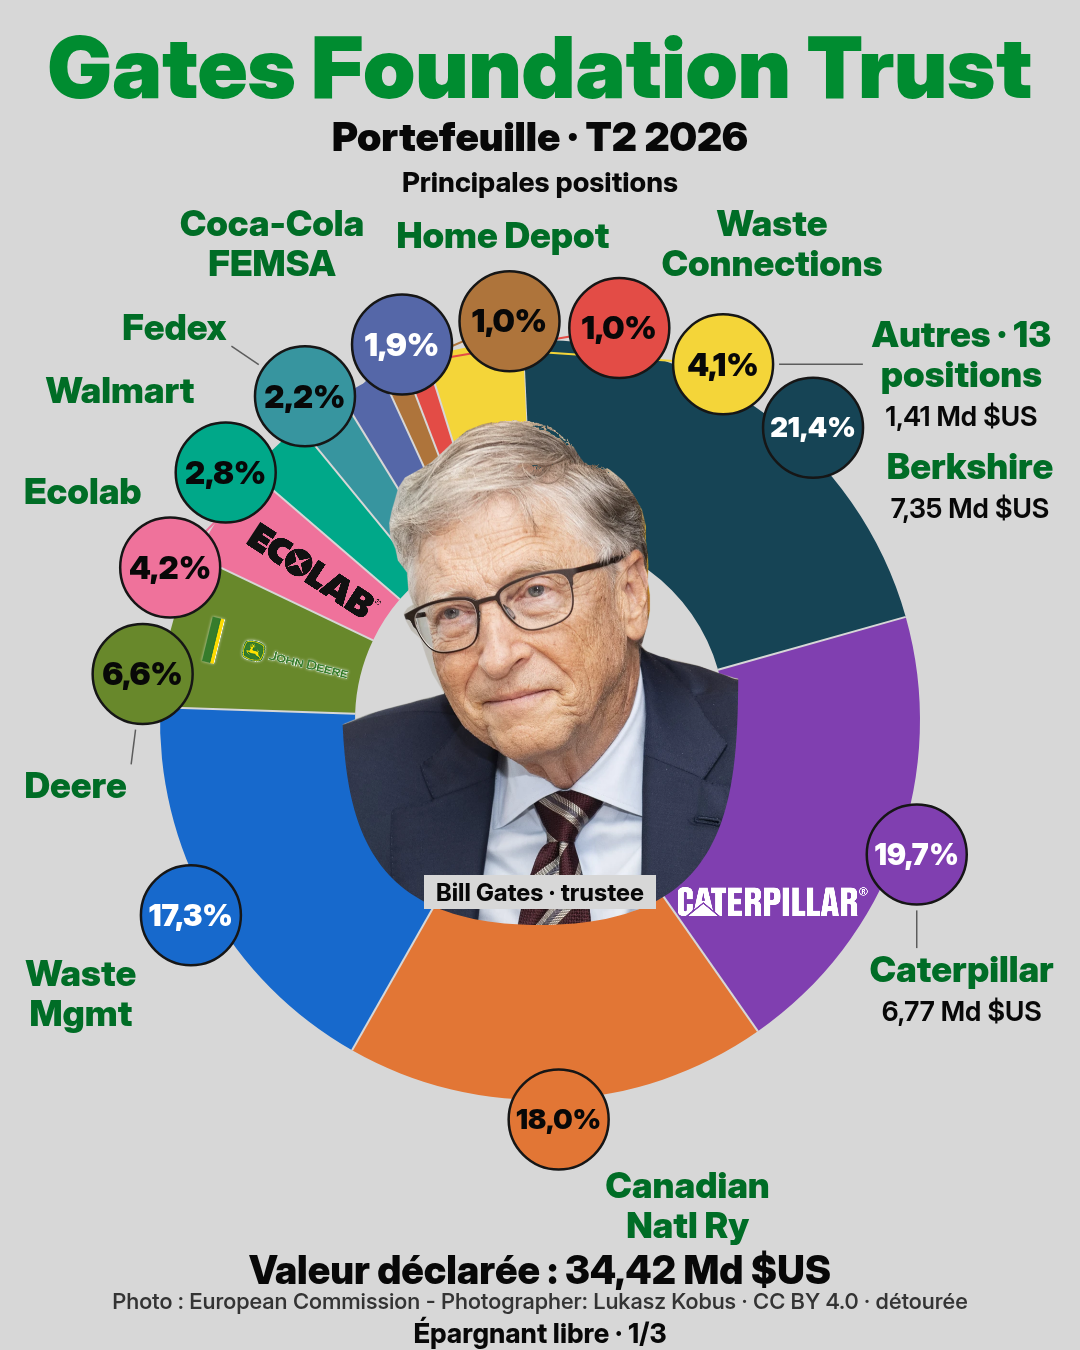 Gates Foundation Trust
Portefeuille · T2 2026
Principales positions
Coca-Cola
FEMSA
Home Depot
Waste
Connections
Fedex
Walmart
Ecolab
Autres · 13
positions
1,41 Md $US
Berkshire
7,35 Md $US
1,9%
1,0%
1,0%
4,1%
21,4%
2,2%
2,8%
4,2%
6,6%
ECOLAB®
JOHN DEERE
Deere
17,3%
Waste
Mgmt
Bill Gates · trustee
CATERPILLAR®
19,7%
Caterpillar
6,77 Md $US
18,0%
Canadian
Natl Ry
Valeur déclarée : 34,42 Md $US
Photo : European Commission - Photographer: Lukasz Kobus · CC BY 4.0 · détourée
Épargnant libre · 1/3